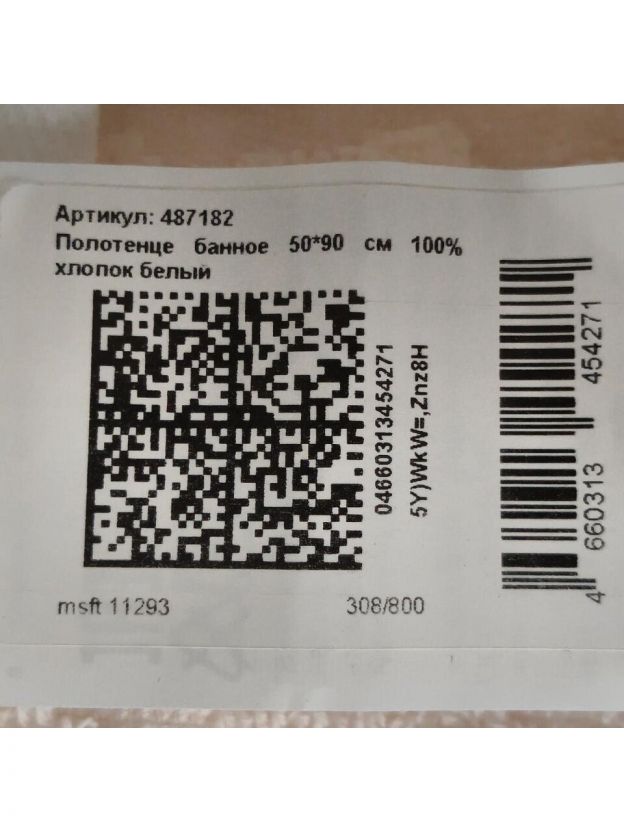 Артикул: 487182
Полотенце банное 50*90 см 100%
хлопок белый
04660313454271
5Y)WkW=,Znz8H
4 660313 454271
msft 11293
308/800